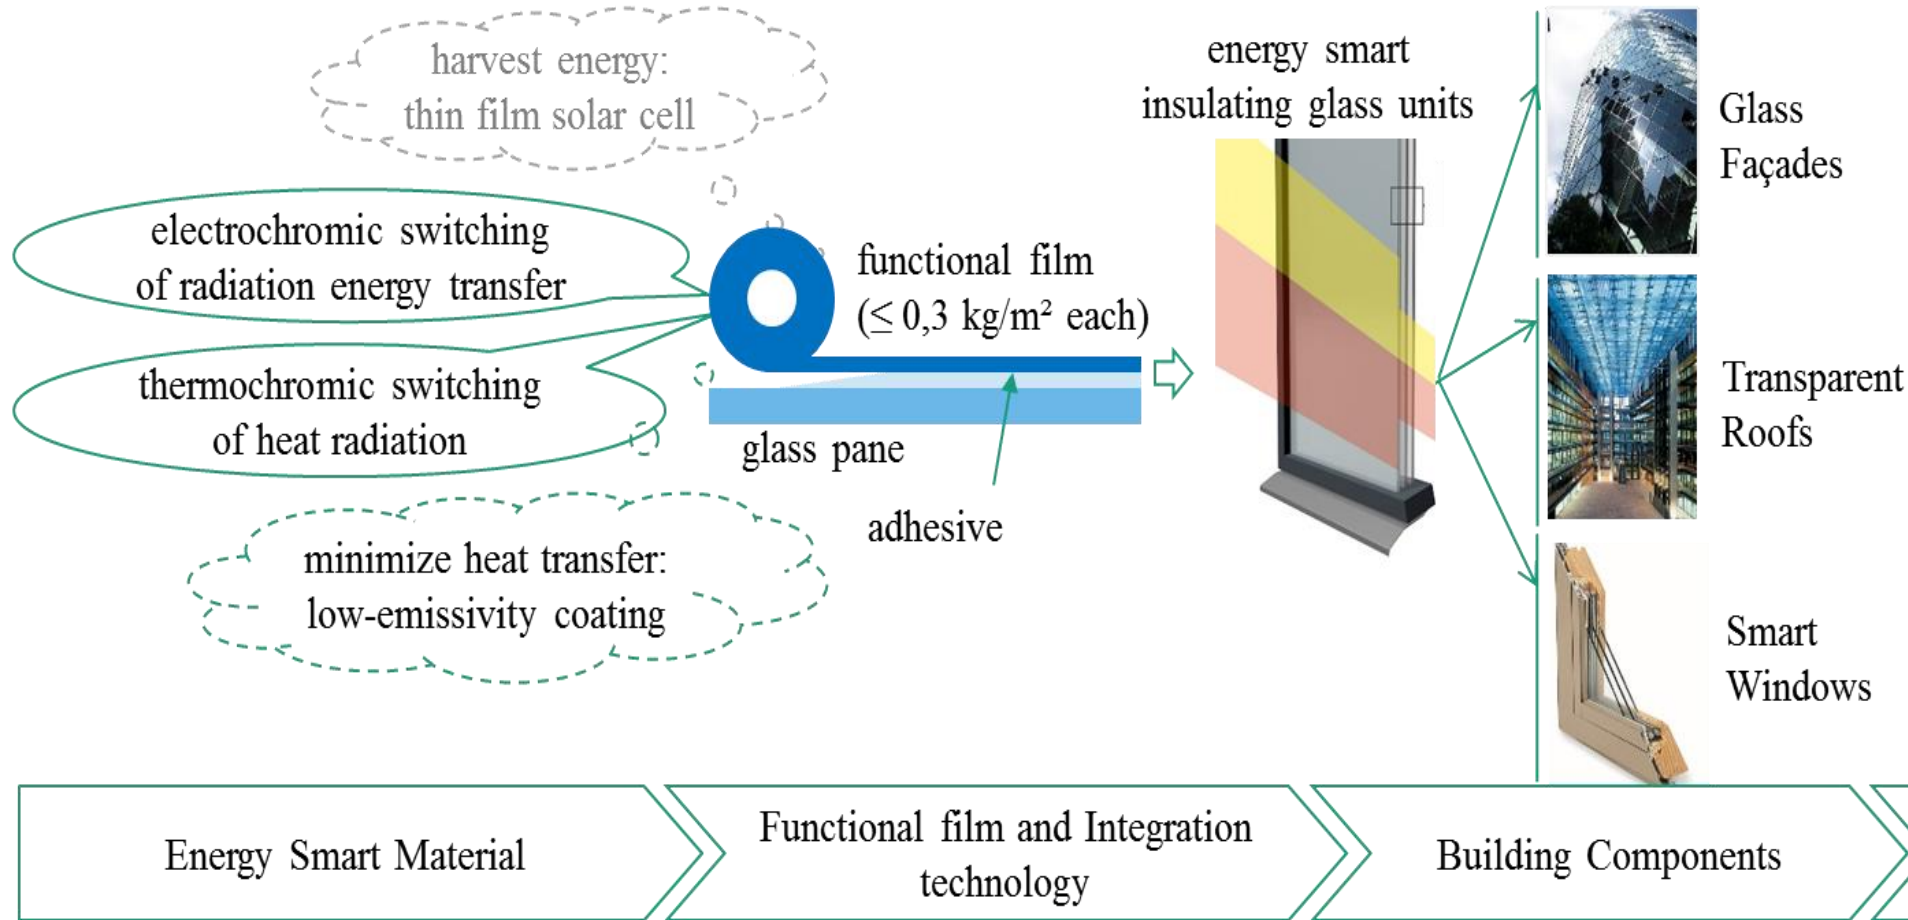 harvest energy:
thin film solar cell
electrochromic switching
of radiation energy transfer
thermochromic switching
of heat radiation
minimize heat transfer:
low-emissivity coating
functional film
(≤ 0,3 kg/m² each)
glass pane
adhesive
energy smart
insulating glass units
Glass
Façades
Transparent
Roofs
Smart
Windows
Energy Smart Material
Functional film and Integration
technology
Building Components